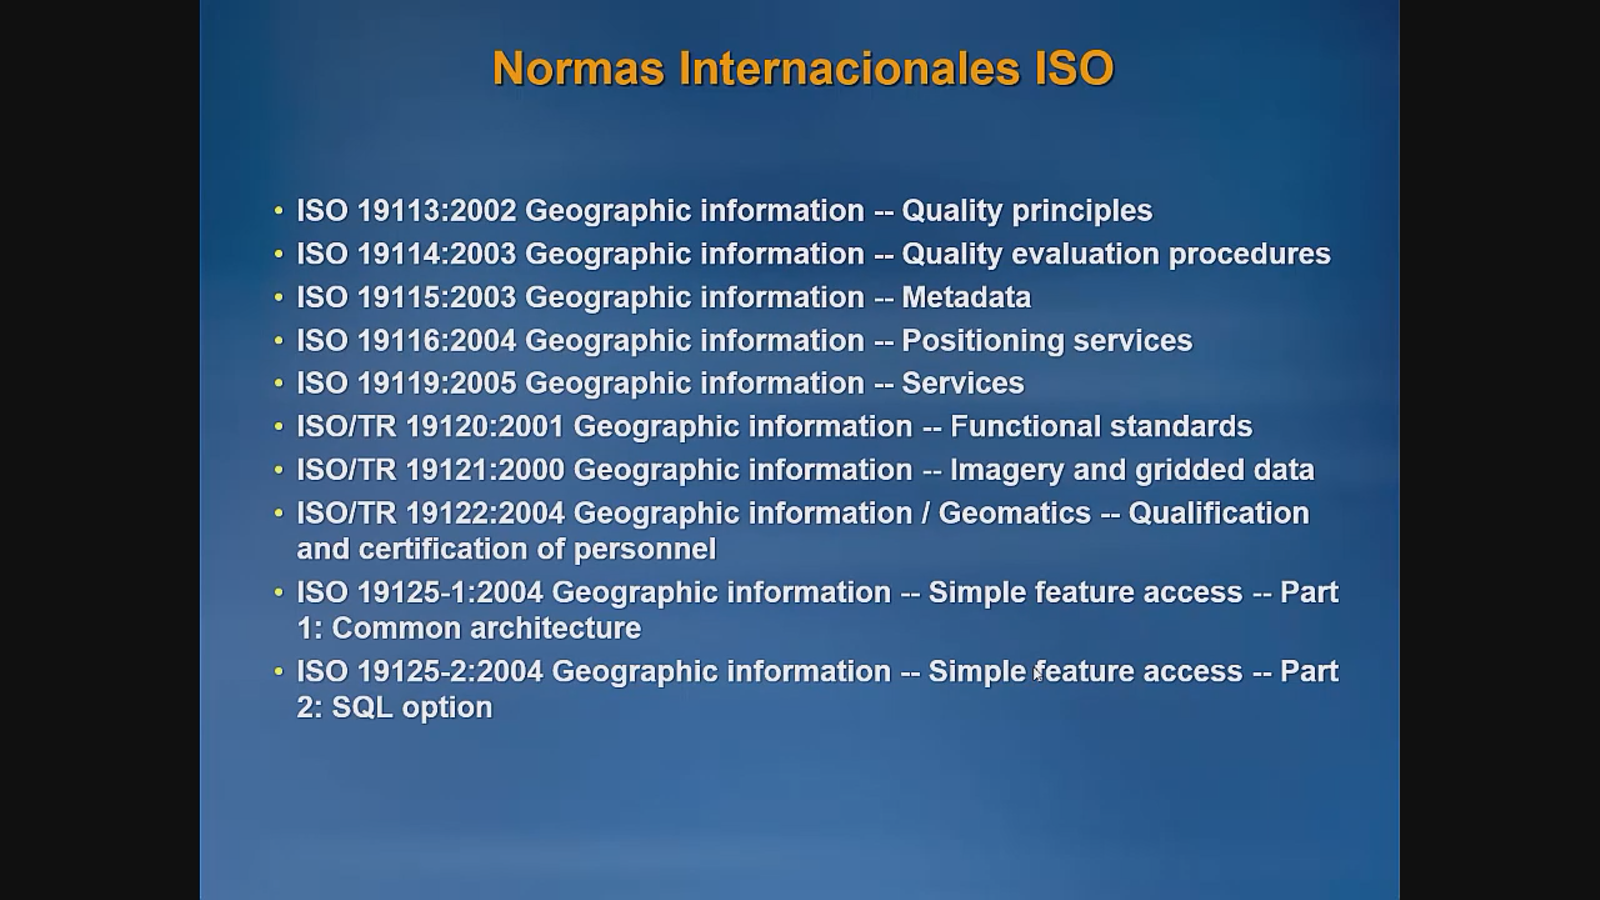 Normas Internacionales ISO
• ISO 19113:2002 Geographic information -- Quality principles
• ISO 19114:2003 Geographic information -- Quality evaluation procedures
• ISO 19115:2003 Geographic information -- Metadata
• ISO 19116:2004 Geographic information -- Positioning services
• ISO 19119:2005 Geographic information -- Services
• ISO/TR 19120:2001 Geographic information -- Functional standards
• ISO/TR 19121:2000 Geographic information -- Imagery and gridded data
• ISO/TR 19122:2004 Geographic information / Geomatics -- Qualification
and certification of personnel
• ISO 19125-1:2004 Geographic information -- Simple feature access -- Part
1: Common architecture
• ISO 19125-2:2004 Geographic information -- Simple feature access -- Part
2: SQL option